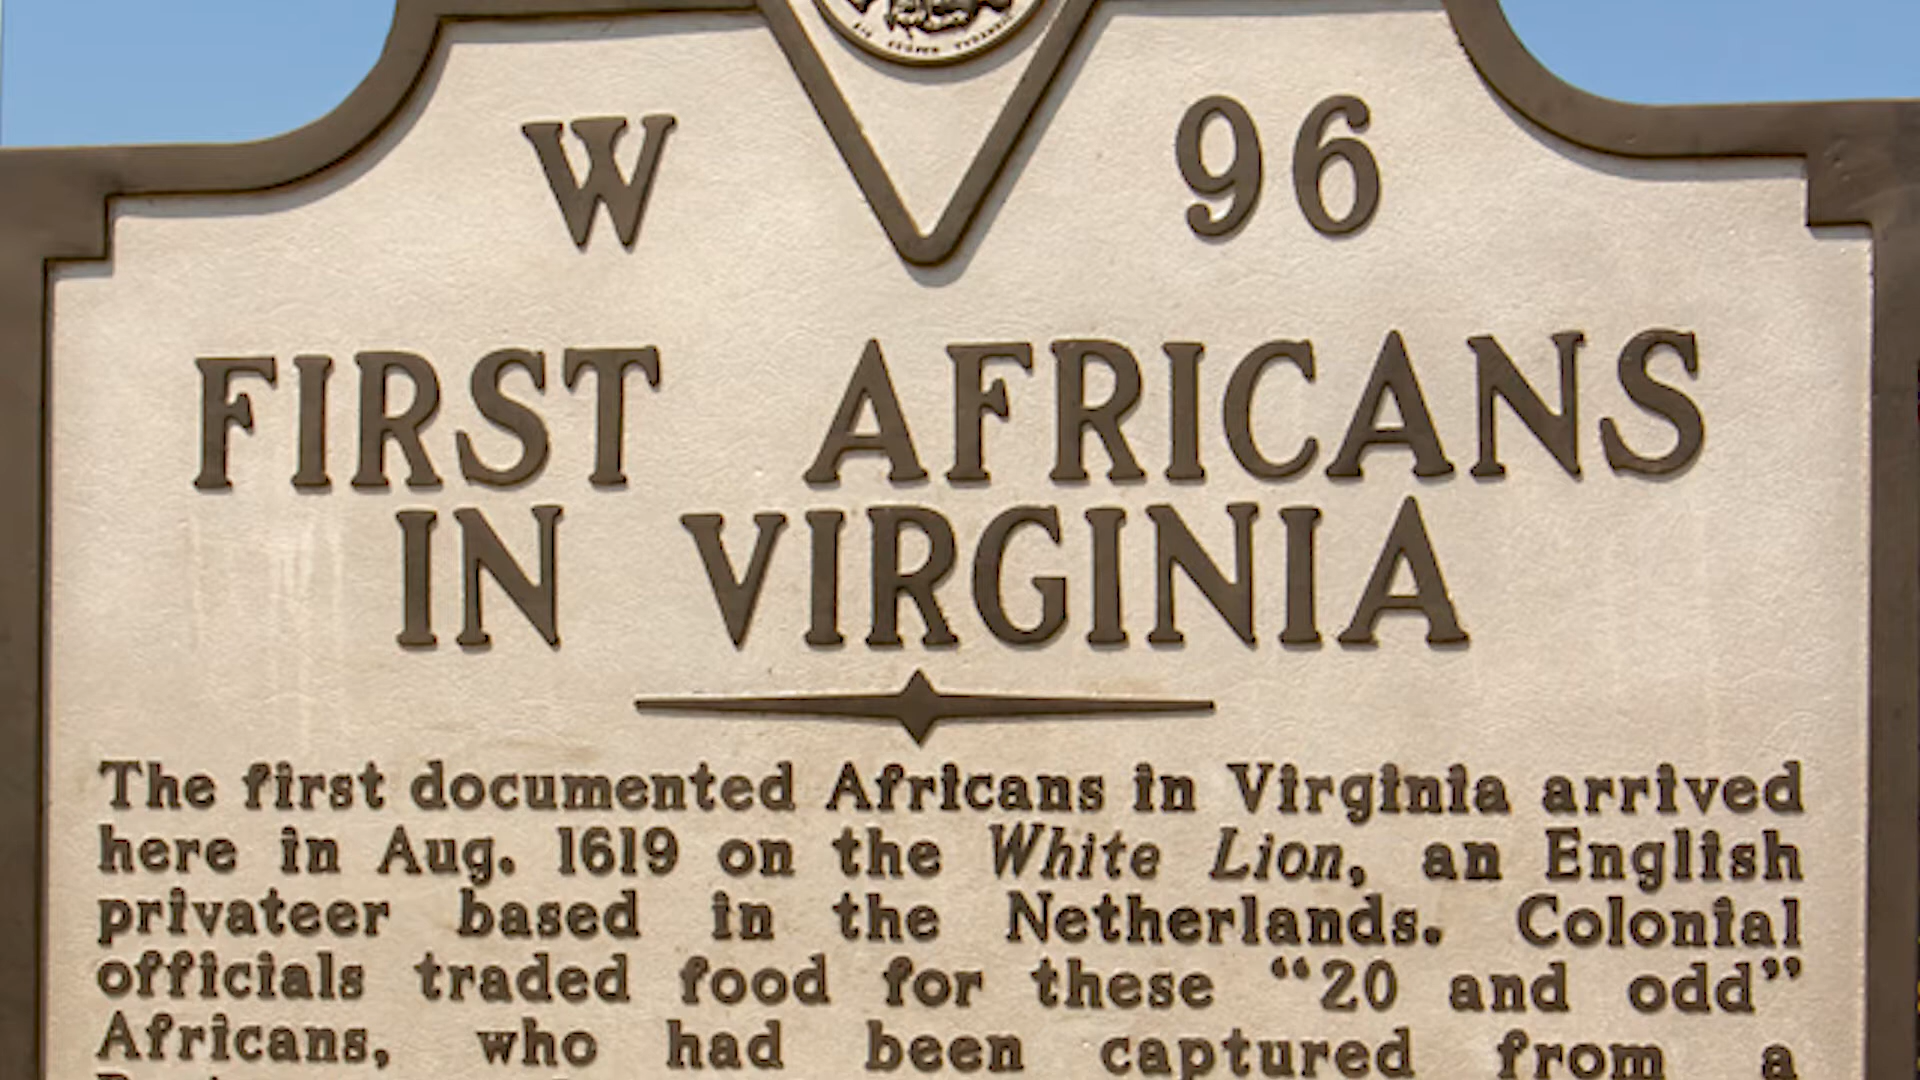 W 96
FIRST AFRICANS
IN VIRGINIA
The first documented Africans in Virginia arrived
here in Aug. 1619 on the White Lion, an English
privateer based in the Netherlands. Colonial
officials traded food for these “20 and odd”
Africans, who had been captured from a